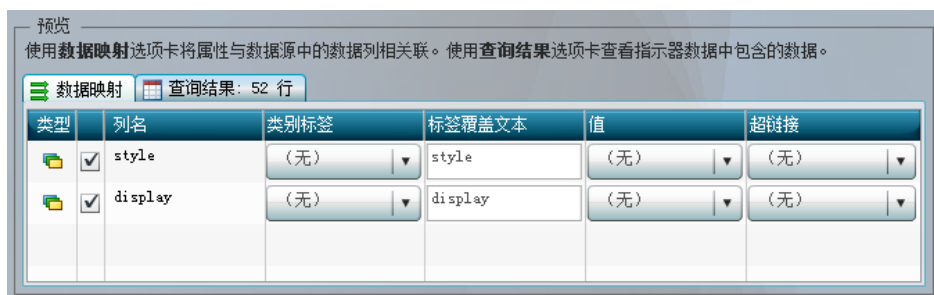 预览
使用数据映射选项卡将属性与数据源中的数据列相关联。使用查询结果选项卡查看指示器数据中包含的数据。
数据映射 查询结果: 52 行
类型 列名 类别标签 标签覆盖文本 值 超链接
style (无) style (无) (无)
display (无) display (无) (无)